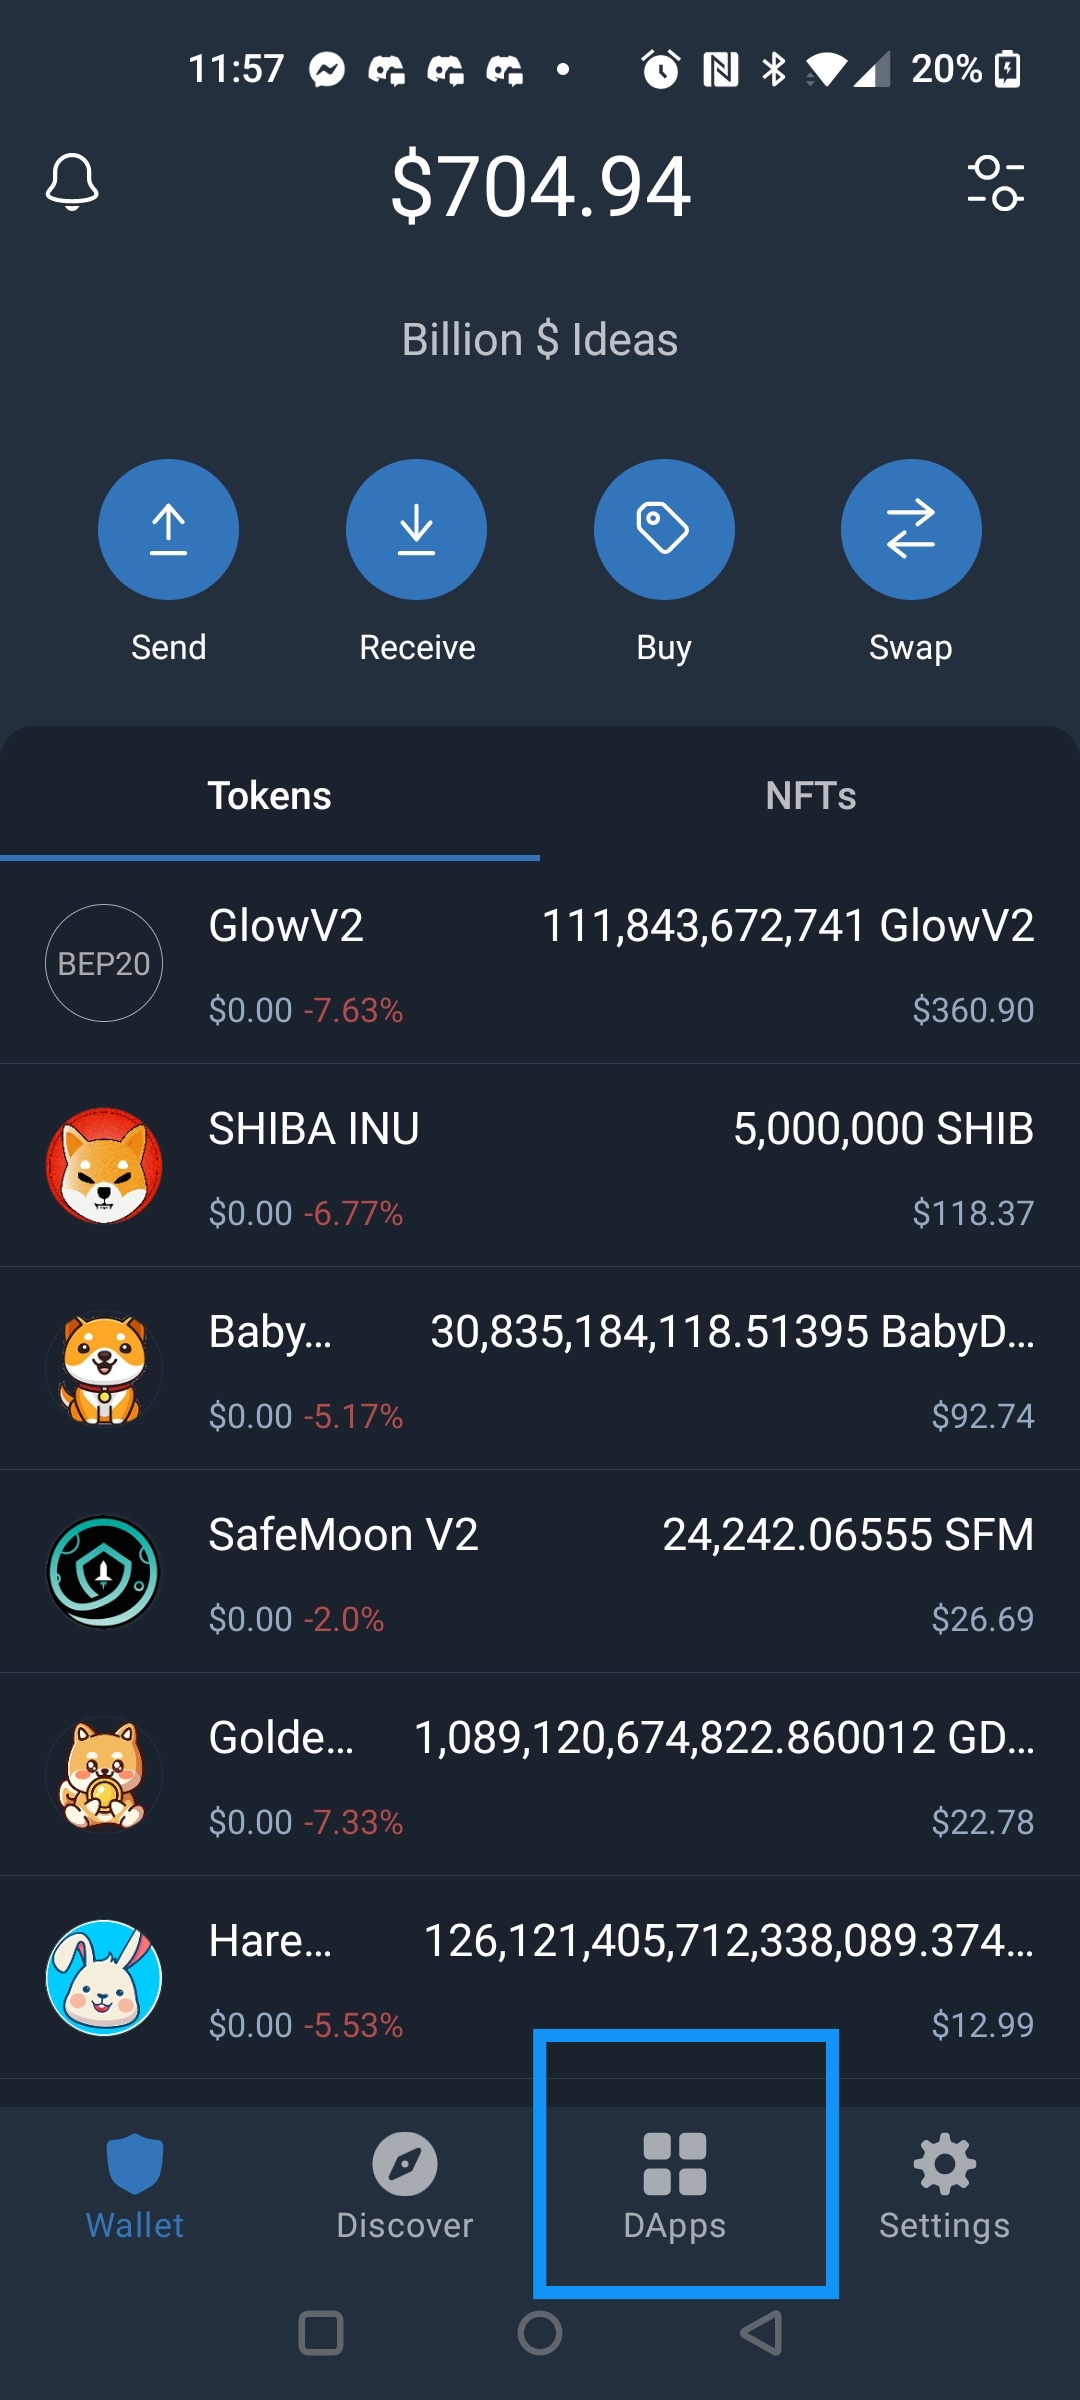 11:57 20%
$704.94
Billion $ Ideas
Send Receive Buy Swap
Tokens NFTs
BEP20 GlowV2 111,843,672,741 GlowV2
$0.00 -7.63% $360.90
SHIBA INU 5,000,000 SHIB
$0.00 -6.77% $118.37
Baby... 30,835,184,118.51395 BabyD...
$0.00 -5.17% $92.74
SafeMoon V2 24,242.06555 SFM
$0.00 -2.0% $26.69
Golde... 1,089,120,674,822.860012 GD...
$0.00 -7.33% $22.78
Hare... 126,121,405,712,338,089.374...
$0.00 -5.53% $12.99
Wallet Discover DApps Settings